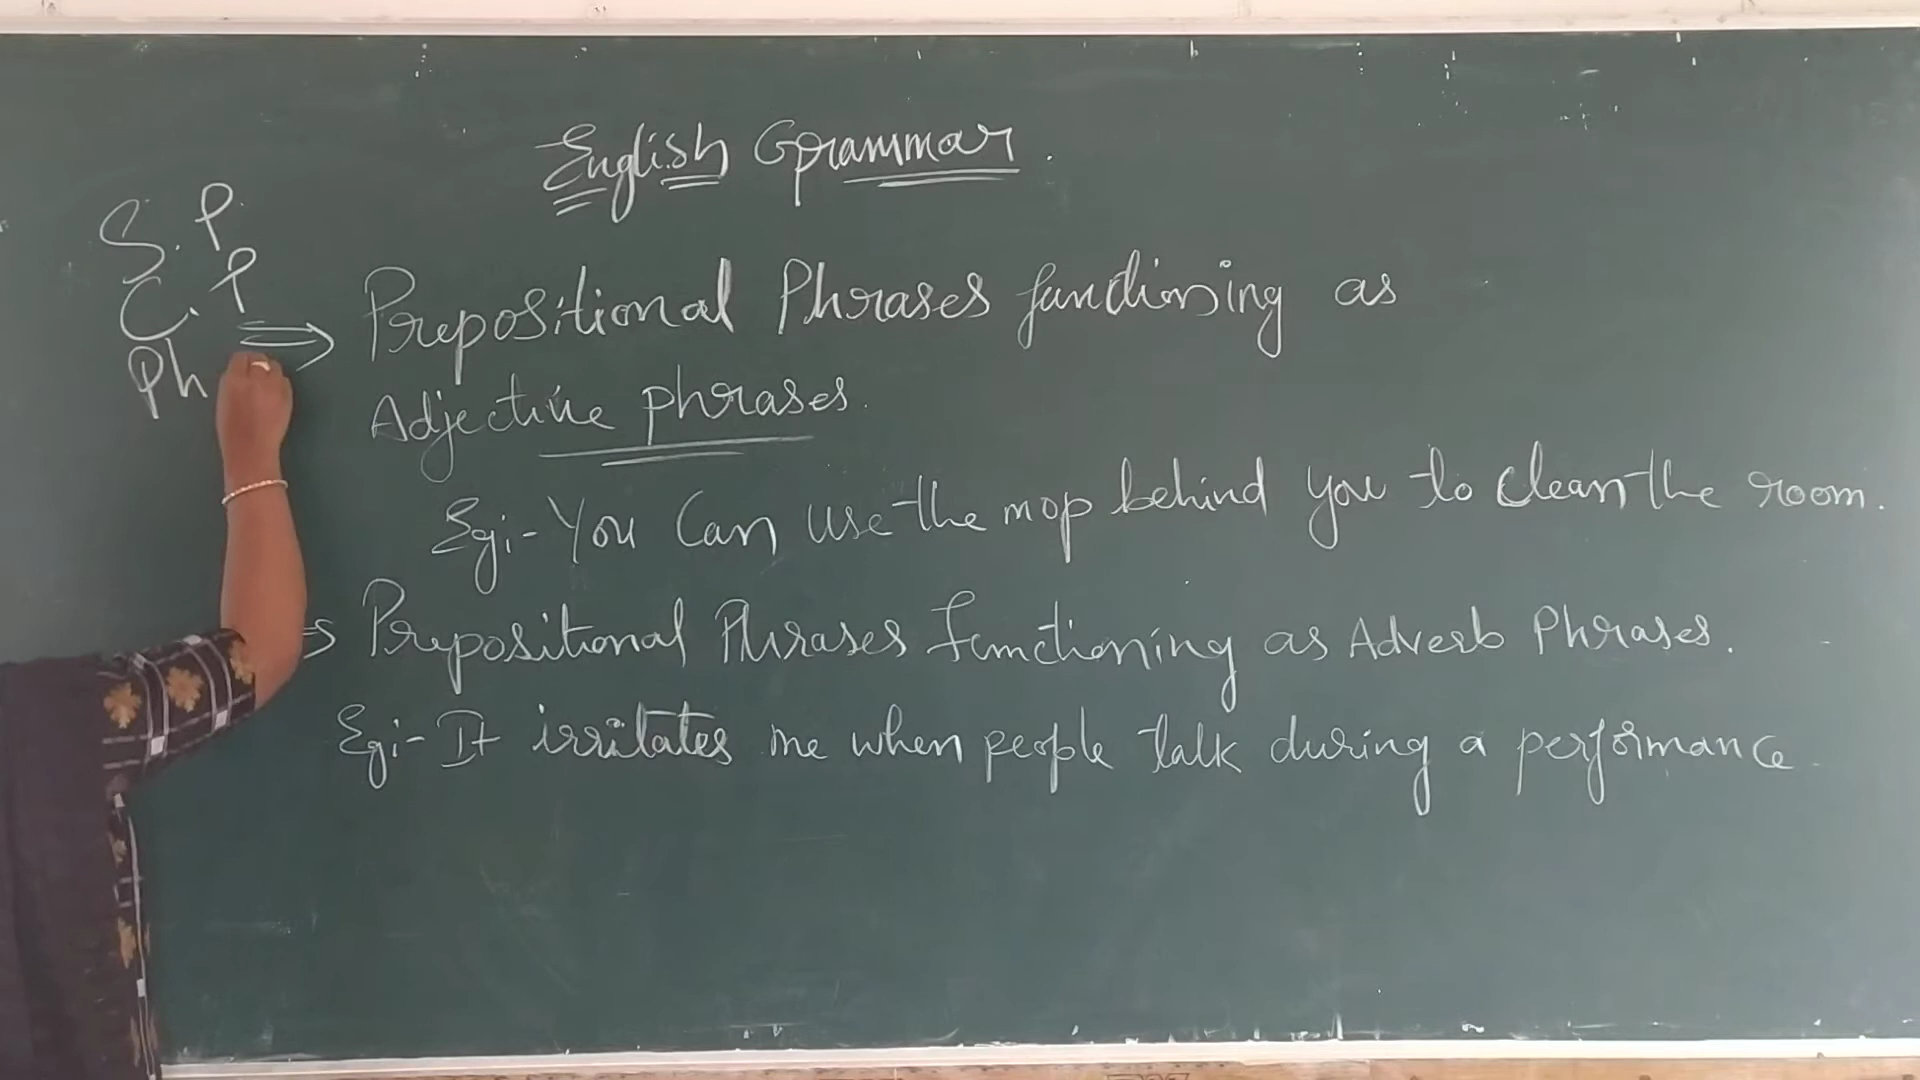 English Grammar.
S. P.
C. P
Ph
⇒ Prepositional Phrases functioning as
Adjective phrases.
Eg:- You Can use the mop behind you to clean the room.
⇒ Prepositional Phrases functioning as Adverb Phrases.
Eg:- It irritates me when people talk during a performance.